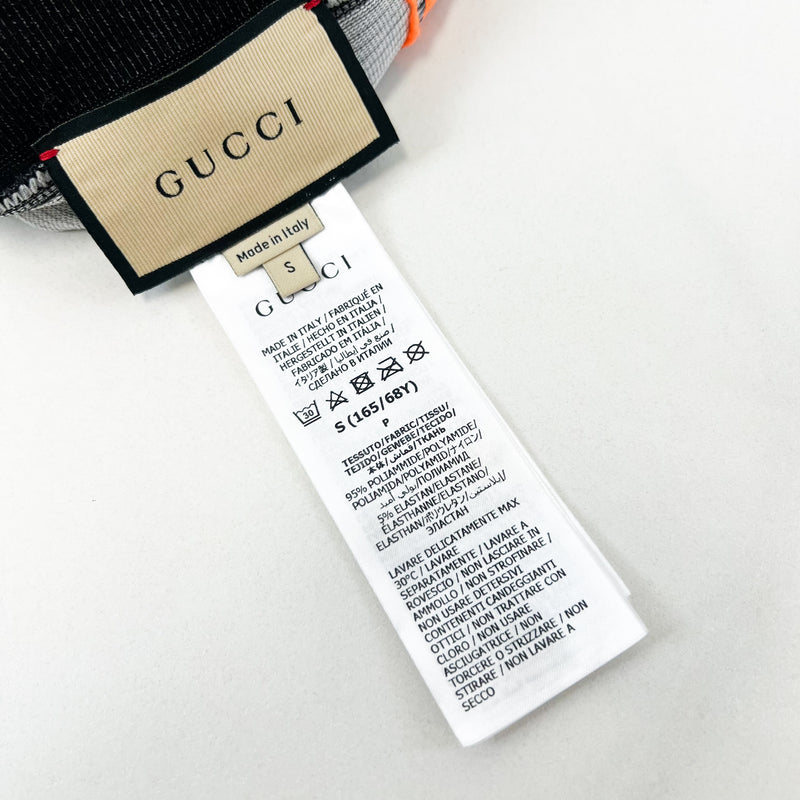 GUCCI
Made in Italy
S
GUCCI
MADE IN ITALY / FABRIQUÉ EN
ITALIE / HECHO EN ITALIA /
HERGESTELLT IN ITALIEN /
FABRICADO EM ITÁLIA /
イタリア製 / صنع في إيطاليا /
СДЕЛАНО В ИТАЛИИ
30
S (165/68Y)
P
TESSUTO/FABRIC/TISSU/
TEJIDO/GEWEBE/TECIDO/
本体/قماش/ТКАНЬ
95% POLIAMMIDE/POLYAMIDE/
POLIAMIDA/POLYAMID/ナイロン/
بولي أميد/ПОЛИАМИД
5% ELASTAN/ELASTANE/
ÉLASTHANNE/ELASTANO/
ELASTHAN/ポリウレタン/إيلاستين/
ЭЛАСТАН
LAVARE DELICATAMENTE MAX
30°C / LAVARE
SEPARATAMENTE / LAVARE A
ROVESCIO / NON LASCIARE IN
AMMOLLO / NON STROFINARE /
NON USARE DETERSIVI
CONTENENTI CANDEGGIANTI
OTTICI / NON TRATTARE CON
CLORO / NON USARE
ASCIUGATRICE / NON
TORCERE O STRIZZARE / NON
STIRARE / NON LAVARE A
SECCO